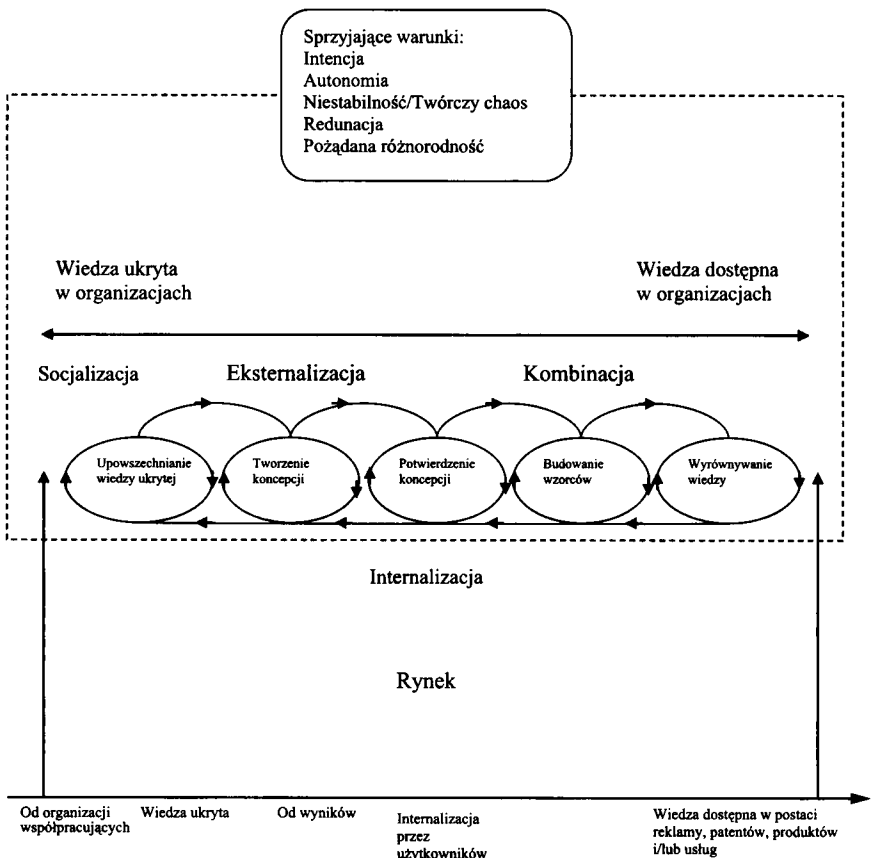 Sprzyjające warunki:
Intencja
Autonomia
Niestabilność/Twórczy chaos
Redunacja
Pożądana różnorodność
Wiedza ukryta
w organizacjach
Wiedza dostępna
w organizacjach
Socjalizacja
Eksternalizacja
Kombinacja
Upowszechnianie
wiedzy ukrytej
Tworzenie
koncepcji
Potwierdzenie
koncepcji
Budowanie
wzorców
Wyrównywanie
wiedzy
Internalizacja
Rynek
Od organizacji
współpracujących
Wiedza ukryta
Od wyników
Internalizacja
przez
użytkowników
Wiedza dostępna w postaci
reklamy, patentów, produktów
i/lub usług